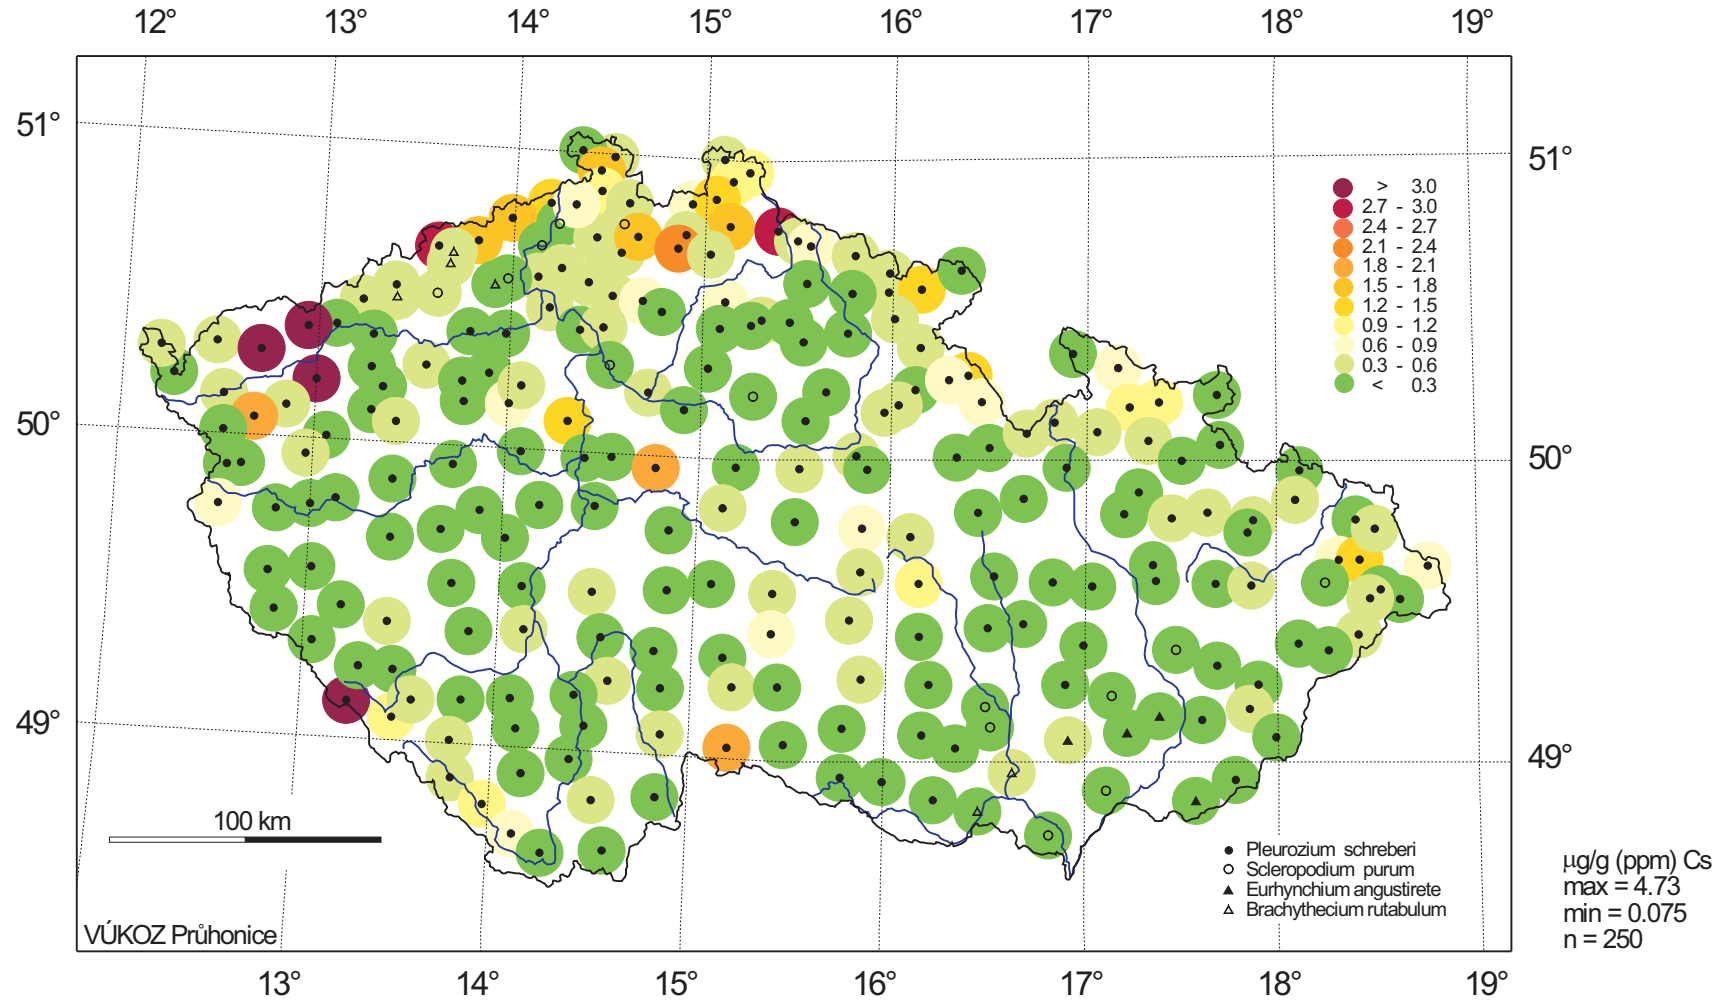 12° 13° 14° 15° 16° 17° 18° 19°
51° 51°
> 3.0
2.7 - 3.0
2.4 - 2.7
2.1 - 2.4
1.8 - 2.1
1.5 - 1.8
1.2 - 1.5
0.9 - 1.2
0.6 - 0.9
0.3 - 0.6
< 0.3
50° 50°
49° 49°
100 km
Pleurozium schreberi
Scleropodium purum
Eurhynchium angustirete
Brachythecium rutabulum
µg/g (ppm) Cs
max = 4.73
min = 0.075
n = 250
VÚKOZ Průhonice
13° 14° 15° 16° 17° 18° 19°